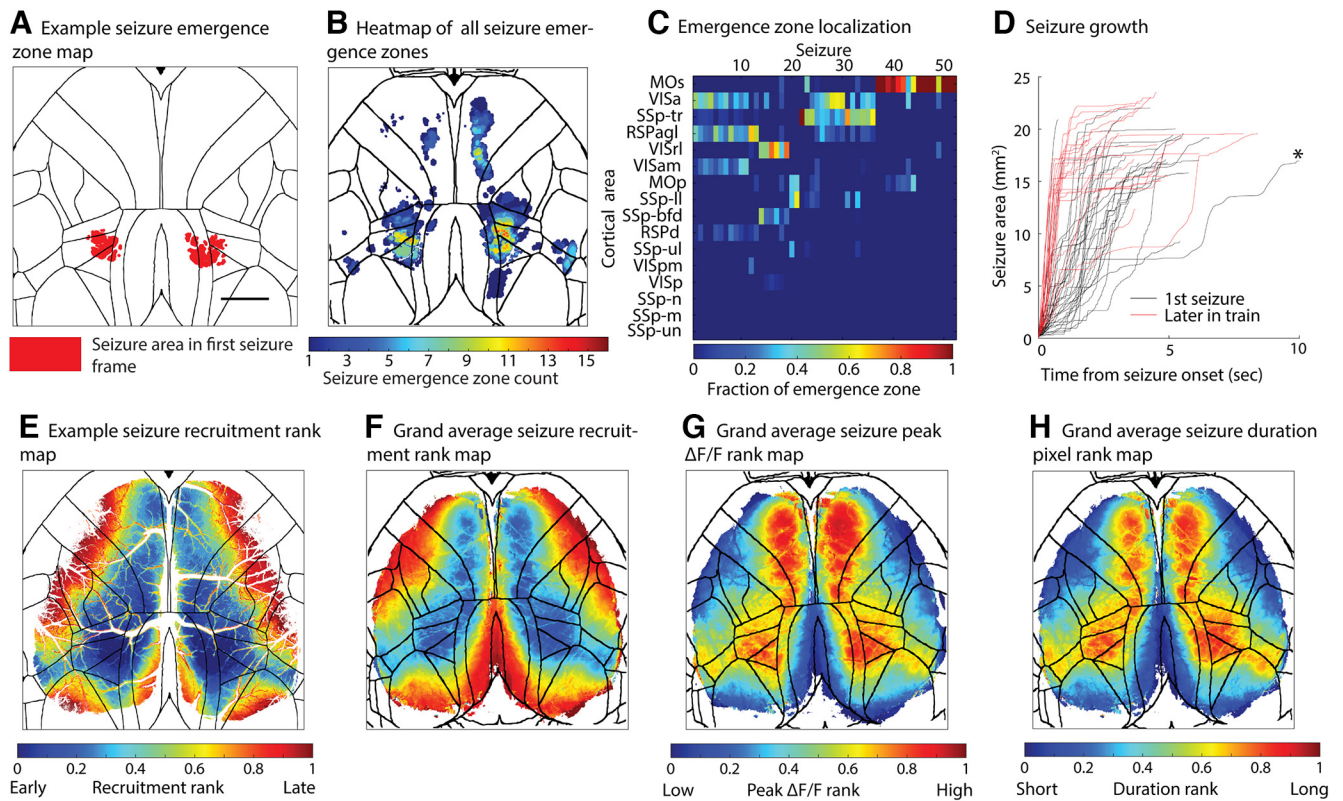 A Example seizure emergence
zone map
Seizure area in first seizure
frame
B Heatmap of all seizure emer-
gence zones
1 3 5 7 9 11 13 15
Seizure emergence zone count
C Emergence zone localization
Seizure
10 20 30 40 50
Cortical area
MOs
VISa
SSp-tr
RSPagl
VISrl
VISam
MOp
SSp-ll
SSp-bfd
RSPd
SSp-ul
VISpm
VISp
SSp-n
SSp-m
SSp-un
0 0.2 0.4 0.6 0.8 1
Fraction of emergence zone
D Seizure growth
Seizure area (mm²)
25
20
15
10
5
0
*
1st seizure
Later in train
0 5 10
Time from seizure onset (sec)
E Example seizure recruitment rank
map
0 0.2 0.4 0.6 0.8 1
Early Recruitment rank Late
F Grand average seizure recruit-
ment rank map
G Grand average seizure peak
ΔF/F rank map
0 0.2 0.4 0.6 0.8 1
Low Peak ΔF/F rank High
H Grand average seizure duration
pixel rank map
0 0.2 0.4 0.6 0.8 1
Short Duration rank Long